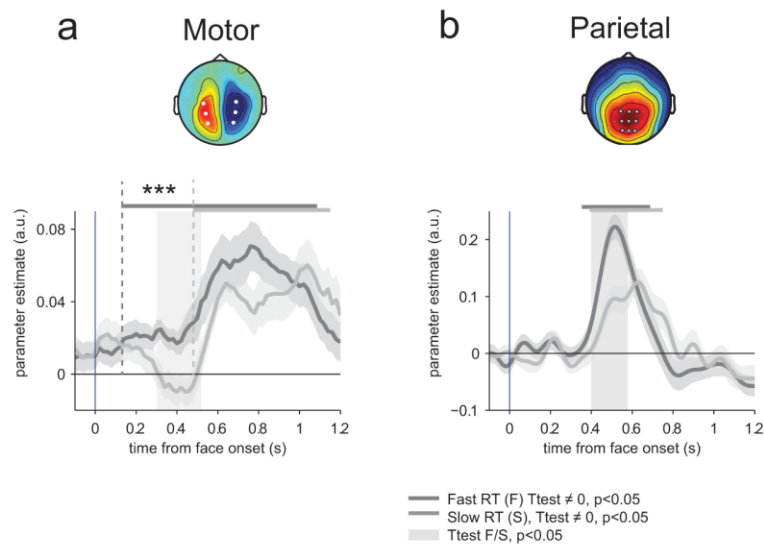 a
Motor
b
Parietal
***
0.08
0.04
0
parameter estimate (a.u.)
0 0.2 0.4 0.6 0.8 1 1.2
time from face onset (s)
0.2
0.1
0
−0.1
parameter estimate (a.u.)
0 0.2 0.4 0.6 0.8 1 1.2
time from face onset (s)
Fast RT (F) Ttest ≠ 0, p<0.05
Slow RT (S), Ttest ≠ 0, p<0.05
Ttest F/S, p<0.05